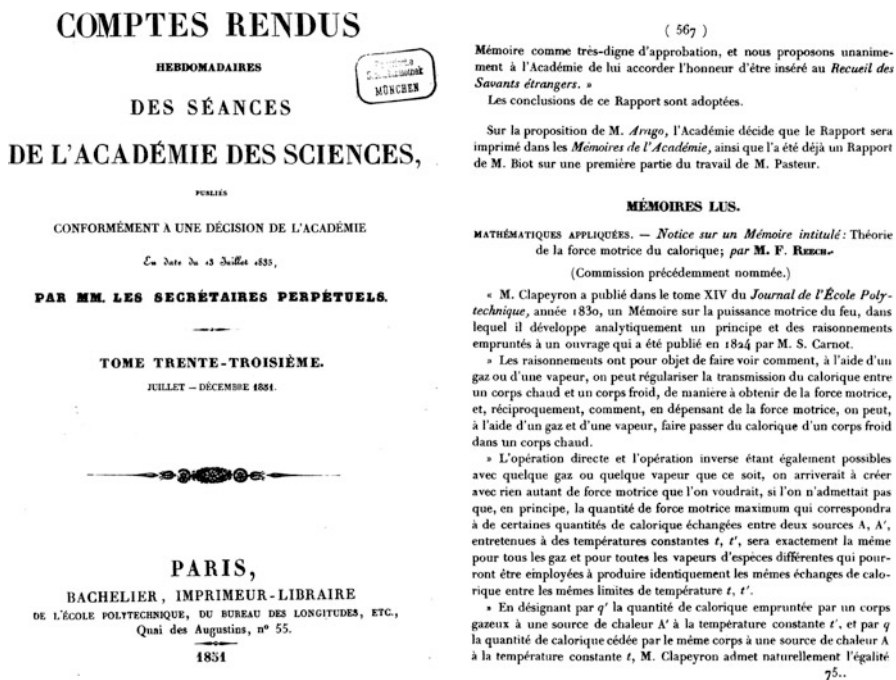 COMPTES RENDUS
HEBDOMADAIRES
DES SÉANCES
DE L'ACADÉMIE DES SCIENCES,
PUBLIÉS
CONFORMÉMENT A UNE DÉCISION DE L'ACADÉMIE
En date du 13 Juillet 1835,
PAR MM. LES SECRÉTAIRES PERPÉTUELS.
TOME TRENTE-TROISIÈME.
JUILLET – DÉCEMBRE 1851.
PARIS,
BACHELIER, IMPRIMEUR-LIBRAIRE
DE L'ÉCOLE POLYTECHNIQUE, DU BUREAU DES LONGITUDES, ETC.,
Quai des Augustins, nº 55.
1851
MÜNCHEN
( 567 )
Mémoire comme très-digne d'approbation, et nous proposons unanime-
ment à l'Académie de lui accorder l'honneur d'être inséré au Recueil des
Savants étrangers. »
Les conclusions de ce Rapport sont adoptées.
Sur la proposition de M. Arago, l'Académie décide que le Rapport sera
imprimé dans les Mémoires de l'Académie, ainsi que l'a été déjà un Rapport
de M. Biot sur une première partie du travail de M. Pasteur.
MÉMOIRES LUS.
MATHÉMATIQUES APPLIQUÉES. — Notice sur un Mémoire intitulé: Théorie
de la force motrice du calorique; par M. F. Reech.
(Commission précédemment nommée.)
« M. Clapeyron a publié dans le tome XIV du Journal de l'École Poly-
technique, année 1830, un Mémoire sur la puissance motrice du feu, dans
lequel il développe analytiquement un principe et des raisonnements
empruntés à un ouvrage qui a été publié en 1824 par M. S. Carnot.
» Les raisonnements ont pour objet de faire voir comment, à l'aide d'un
gaz ou d'une vapeur, on peut régulariser la transmission du calorique entre
un corps chaud et un corps froid, de manière à obtenir de la force motrice,
et, réciproquement, comment, en dépensant de la force motrice, on peut,
à l'aide d'un gaz et d'une vapeur, faire passer du calorique d'un corps froid
dans un corps chaud.
» L'opération directe et l'opération inverse étant également possibles
avec quelque gaz ou quelque vapeur que ce soit, on arriverait à créer
avec rien autant de force motrice que l'on voudrait, si l'on n'admettait pas
que, en principe, la quantité de force motrice maximum qui correspondra
à de certaines quantités de calorique échangées entre deux sources A, A',
entretenues à des températures constantes t, t', sera exactement la même
pour tous les gaz et pour toutes les vapeurs d'espèces différentes qui pour-
ront être employées à produire identiquement les mêmes échanges de calo-
rique entre les mêmes limites de température t, t'.
» En désignant par q' la quantité de calorique empruntée par un corps
gazeux à une source de chaleur A' à la température constante t', et par q
la quantité de calorique cédée par le même corps à une source de chaleur A
à la température constante t, M. Clapeyron admet naturellement l'égalité
75..